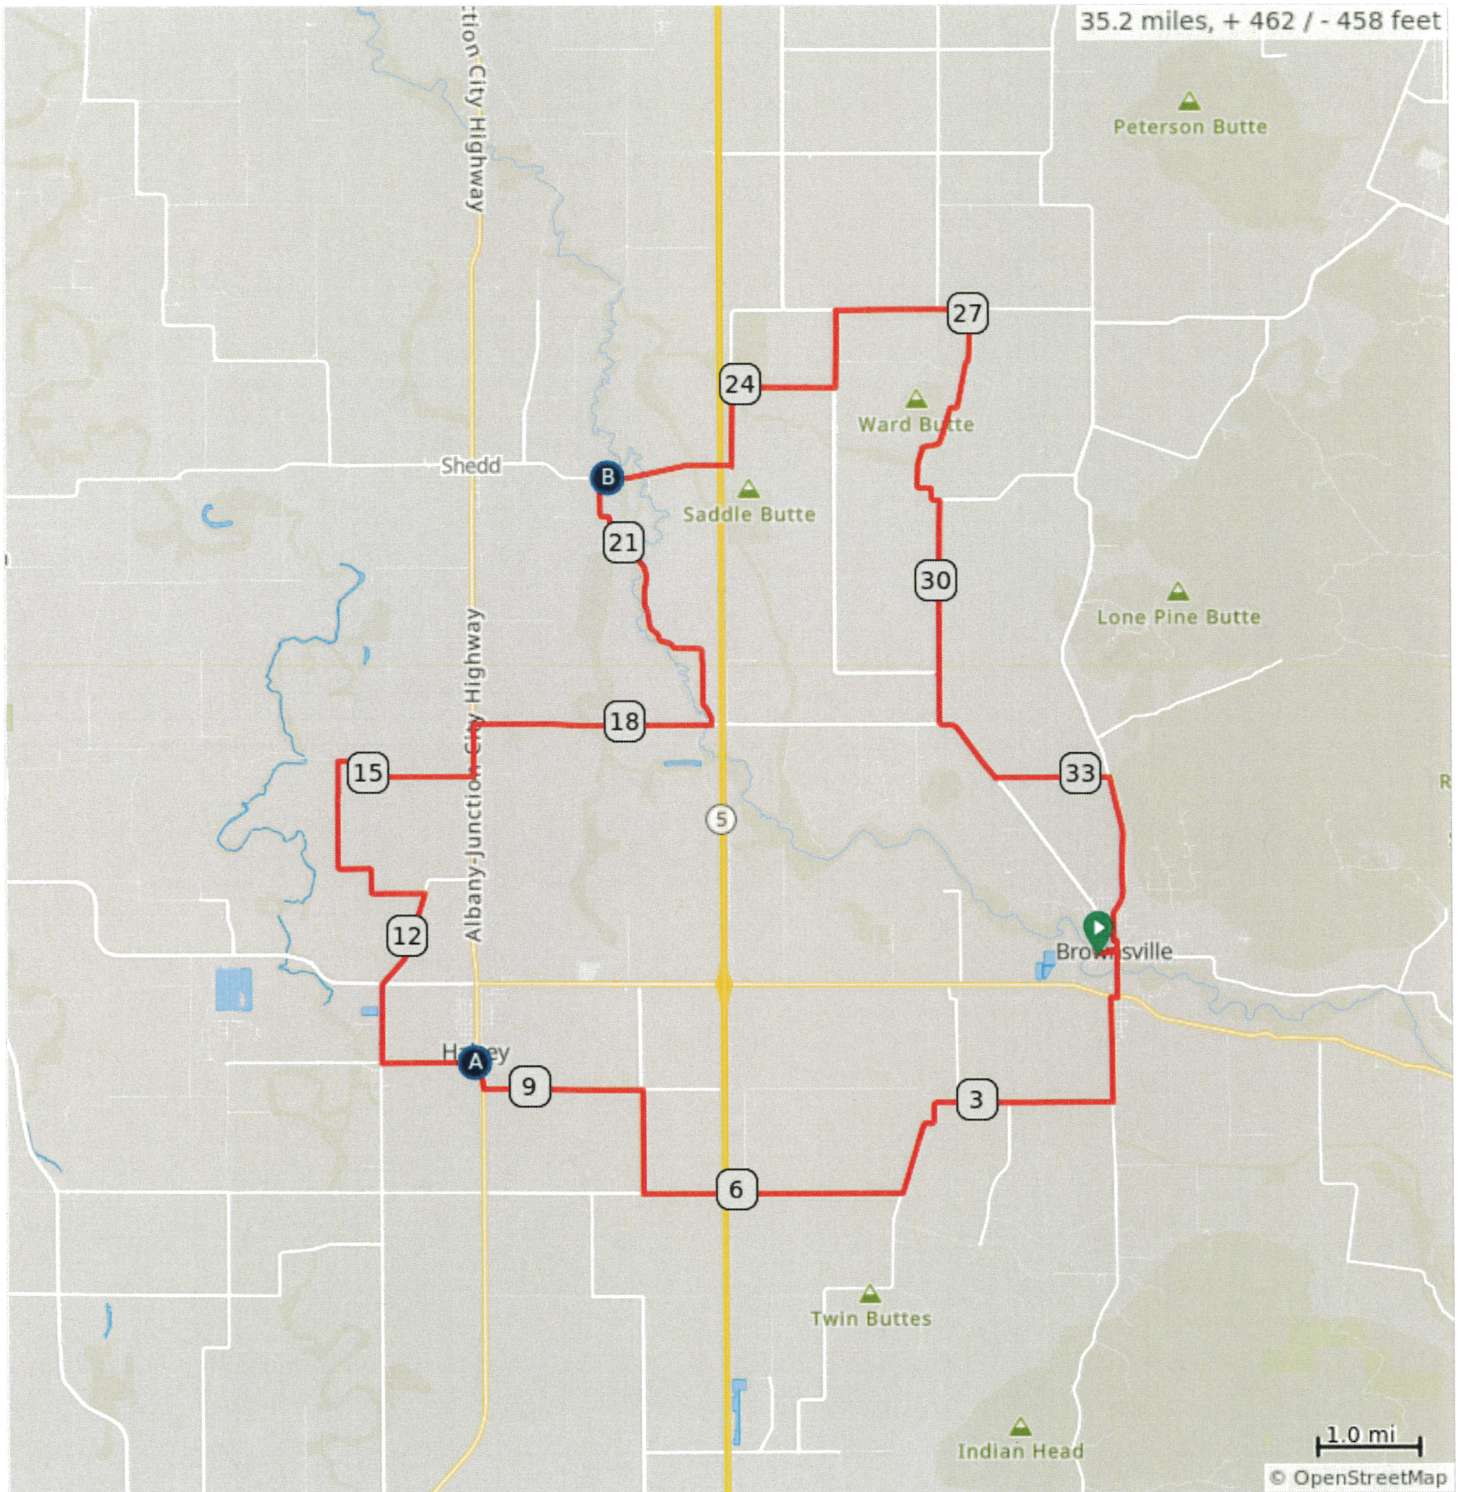 35.2 miles, + 462 / - 458 feet
ction City Highway
Peterson Butte
27
24
Ward Butte
Shedd
B
Saddle Butte
21
30
Lone Pine Butte
Albany-Junction City Highway
18
15
33
R
5
12
Brownsville
Halsey
A
9
3
6
Twin Buttes
Indian Head
1.0 mi
© OpenStreetMap